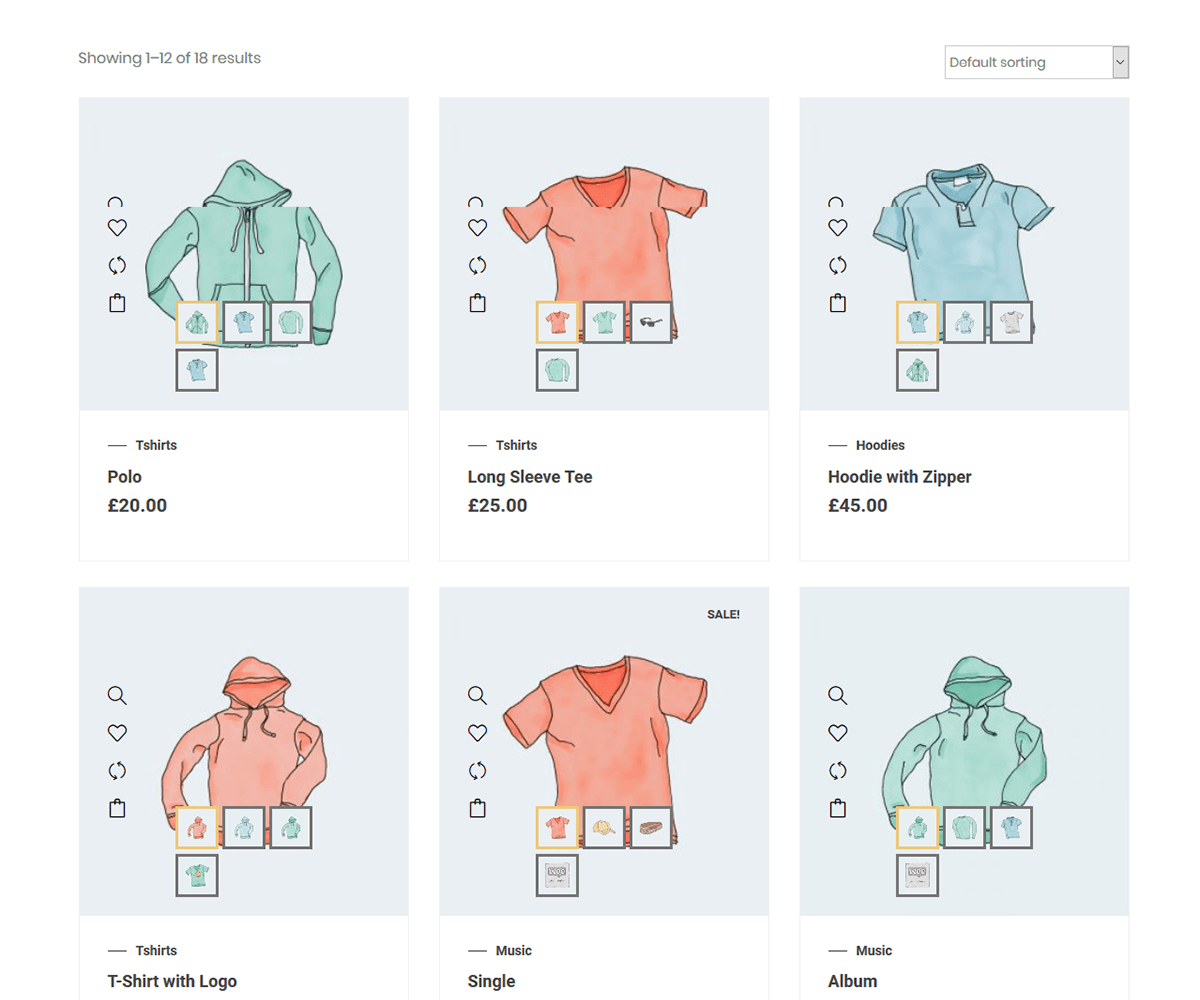 Showing 1–12 of 18 results
Default sorting
Tshirts
Polo
£20.00
Tshirts
Long Sleeve Tee
£25.00
Hoodies
Hoodie with Zipper
£45.00
SALE!
Tshirts
T-Shirt with Logo
Music
Single
Music
Album